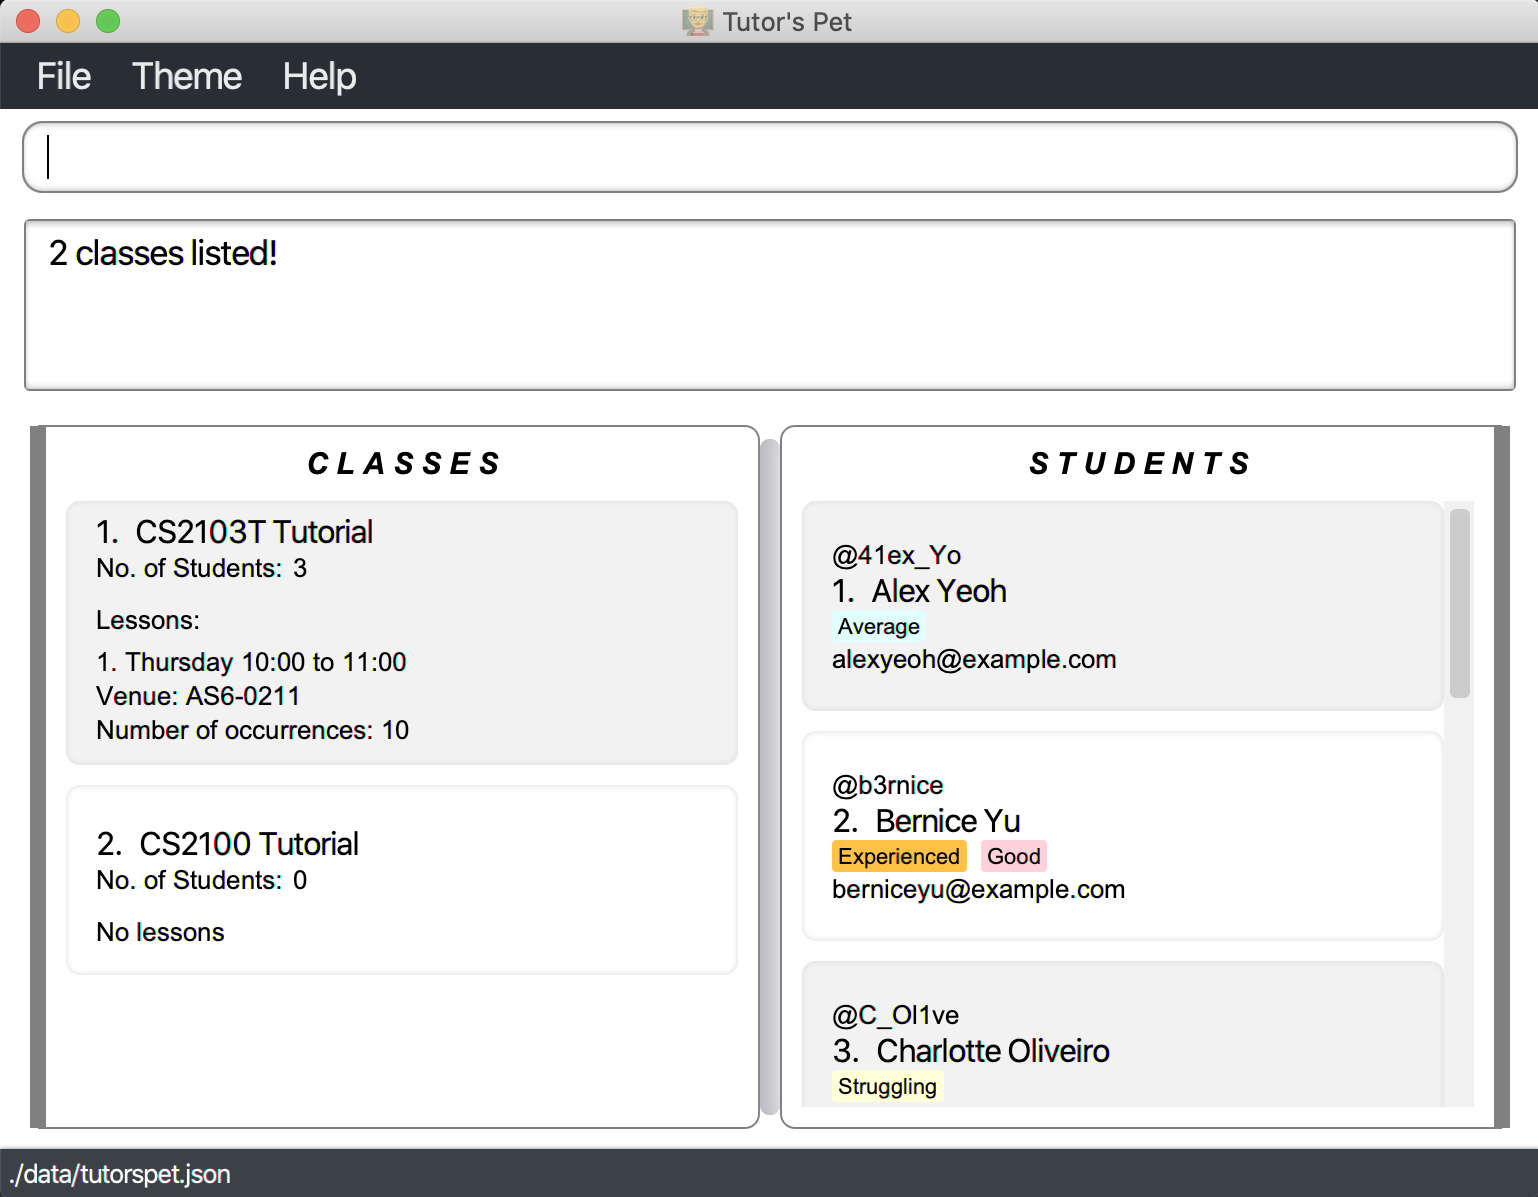 Tutor's Pet
File Theme Help
2 classes listed!
CLASSES
1. CS2103T Tutorial
No. of Students: 3
Lessons:
1. Thursday 10:00 to 11:00
Venue: AS6-0211
Number of occurrences: 10
2. CS2100 Tutorial
No. of Students: 0
No lessons
STUDENTS
@41ex_Yo
1. Alex Yeoh
Average
alexyeoh@example.com
@b3rnice
2. Bernice Yu
Experienced Good
berniceyu@example.com
@C_Ol1ve
3. Charlotte Oliveiro
Struggling
./data/tutorspet.json